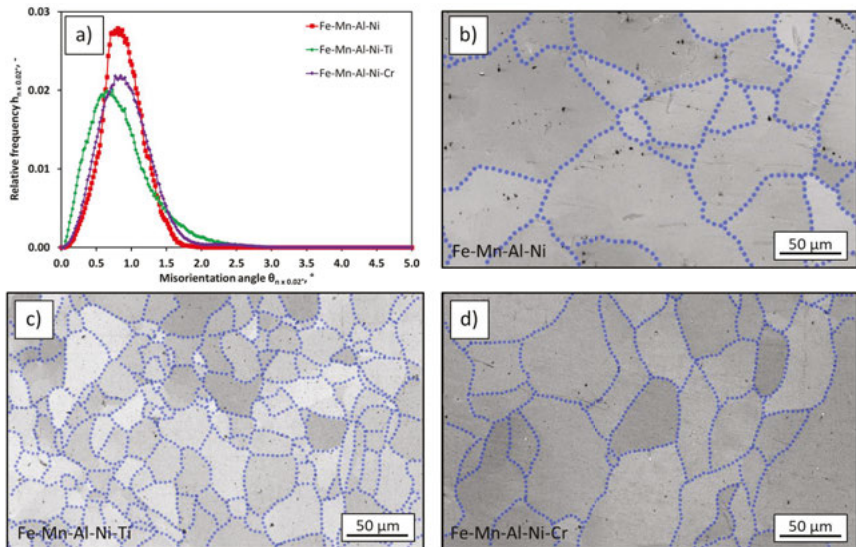 a)
Fe-Mn-Al-Ni
Fe-Mn-Al-Ni-Ti
Fe-Mn-Al-Ni-Cr
0.03
0.02
0.01
0.00
Relative frequency h n x 0.02°, -
0.0 0.5 1.0 1.5 2.0 2.5 3.0 3.5 4.0 4.5 5.0
Misorientation angle θ n x 0.02°, °
b)
Fe-Mn-Al-Ni
50 µm
c)
Fe-Mn-Al-Ni-Ti
50 µm
d)
Fe-Mn-Al-Ni-Cr
50 µm